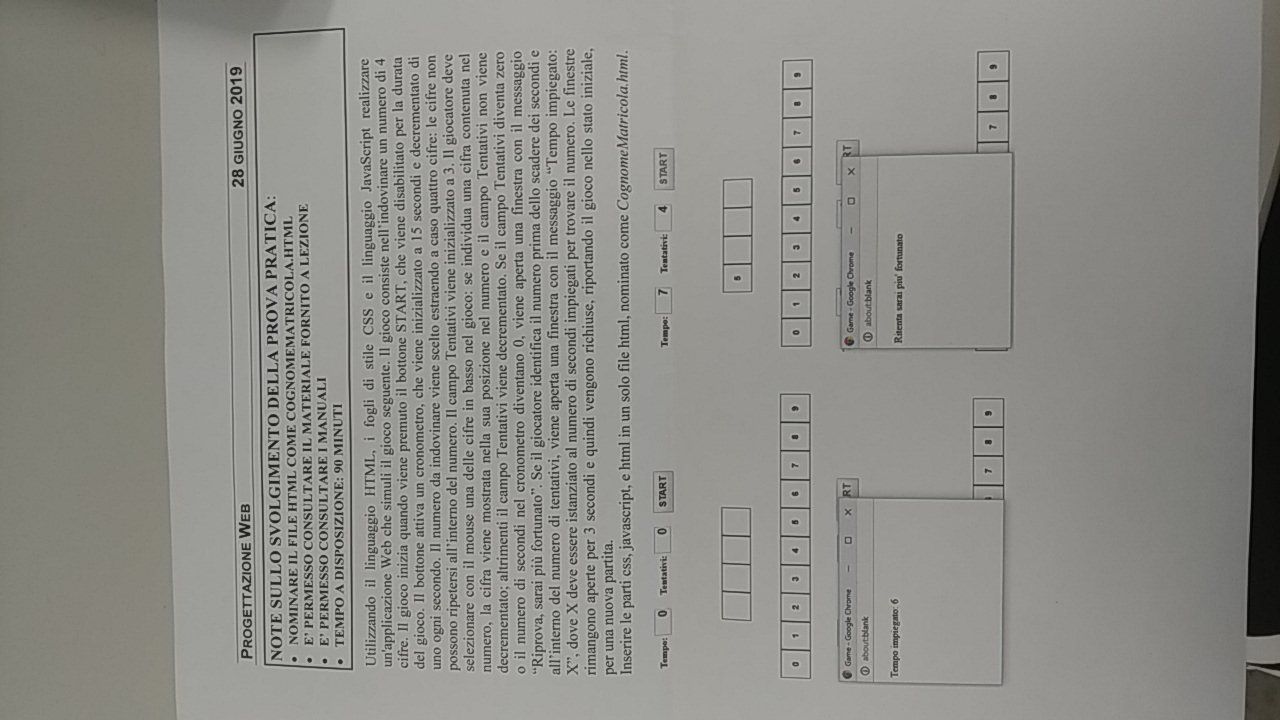 PROGETTAZIONE WEB 28 GIUGNO 2019
NOTE SULLO SVOLGIMENTO DELLA PROVA PRATICA:
• NOMINARE IL FILE HTML COME COGNOMEMATRICOLA.HTML
• E' PERMESSO CONSULTARE IL MATERIALE FORNITO A LEZIONE
• E' PERMESSO CONSULTARE I MANUALI
• TEMPO A DISPOSIZIONE: 90 MINUTI
Utilizzando il linguaggio HTML, i fogli di stile CSS e il linguaggio JavaScript realizzare
un'applicazione Web che simuli il gioco seguente. Il gioco consiste nell'indovinare un numero di 4
cifre. Il gioco inizia quando viene premuto il bottone START, che viene disabilitato per la durata
del gioco. Il bottone attiva un cronometro, che viene inizializzato a 15 secondi e decrementato di
uno ogni secondo. Il numero da indovinare viene scelto estraendo a caso quattro cifre: le cifre non
possono ripetersi all'interno del numero. Il campo Tentativi viene inizializzato a 3. Il giocatore deve
selezionare con il mouse una delle cifre in basso nel gioco: se individua una cifra contenuta nel
numero, la cifra viene mostrata nella sua posizione nel numero e il campo Tentativi non viene
decrementato; altrimenti il campo Tentativi viene decrementato. Se il campo Tentativi diventa zero
o il numero di secondi nel cronometro diventano 0, viene aperta una finestra con il messaggio
“Riprova, sarai più fortunato”. Se il giocatore identifica il numero prima dello scadere dei secondi e
all'interno del numero di tentativi, viene aperta una finestra con il messaggio “Tempo impiegato:
X”, dove X deve essere istanziato al numero di secondi impiegati per trovare il numero. Le finestre
rimangono aperte per 3 secondi e quindi vengono richiuse, riportando il gioco nello stato iniziale,
per una nuova partita.
Inserire le parti css, javascript, e html in un solo file html, nominato come CognomeMatricola.html.
Tempo: 0 Tentativi: 0 START
Tempo: 7 Tentativi: 4 START
5
0 1 2 3 4 5 6 7 8 9
0 1 2 3 4 5 6 7 8 9
Game - Google Chrome RT
about:blank
Tempo impiegato: 6
7 8 9
Game - Google Chrome RT
about:blank
Ritenta sarai piu' fortunato
7 8 9